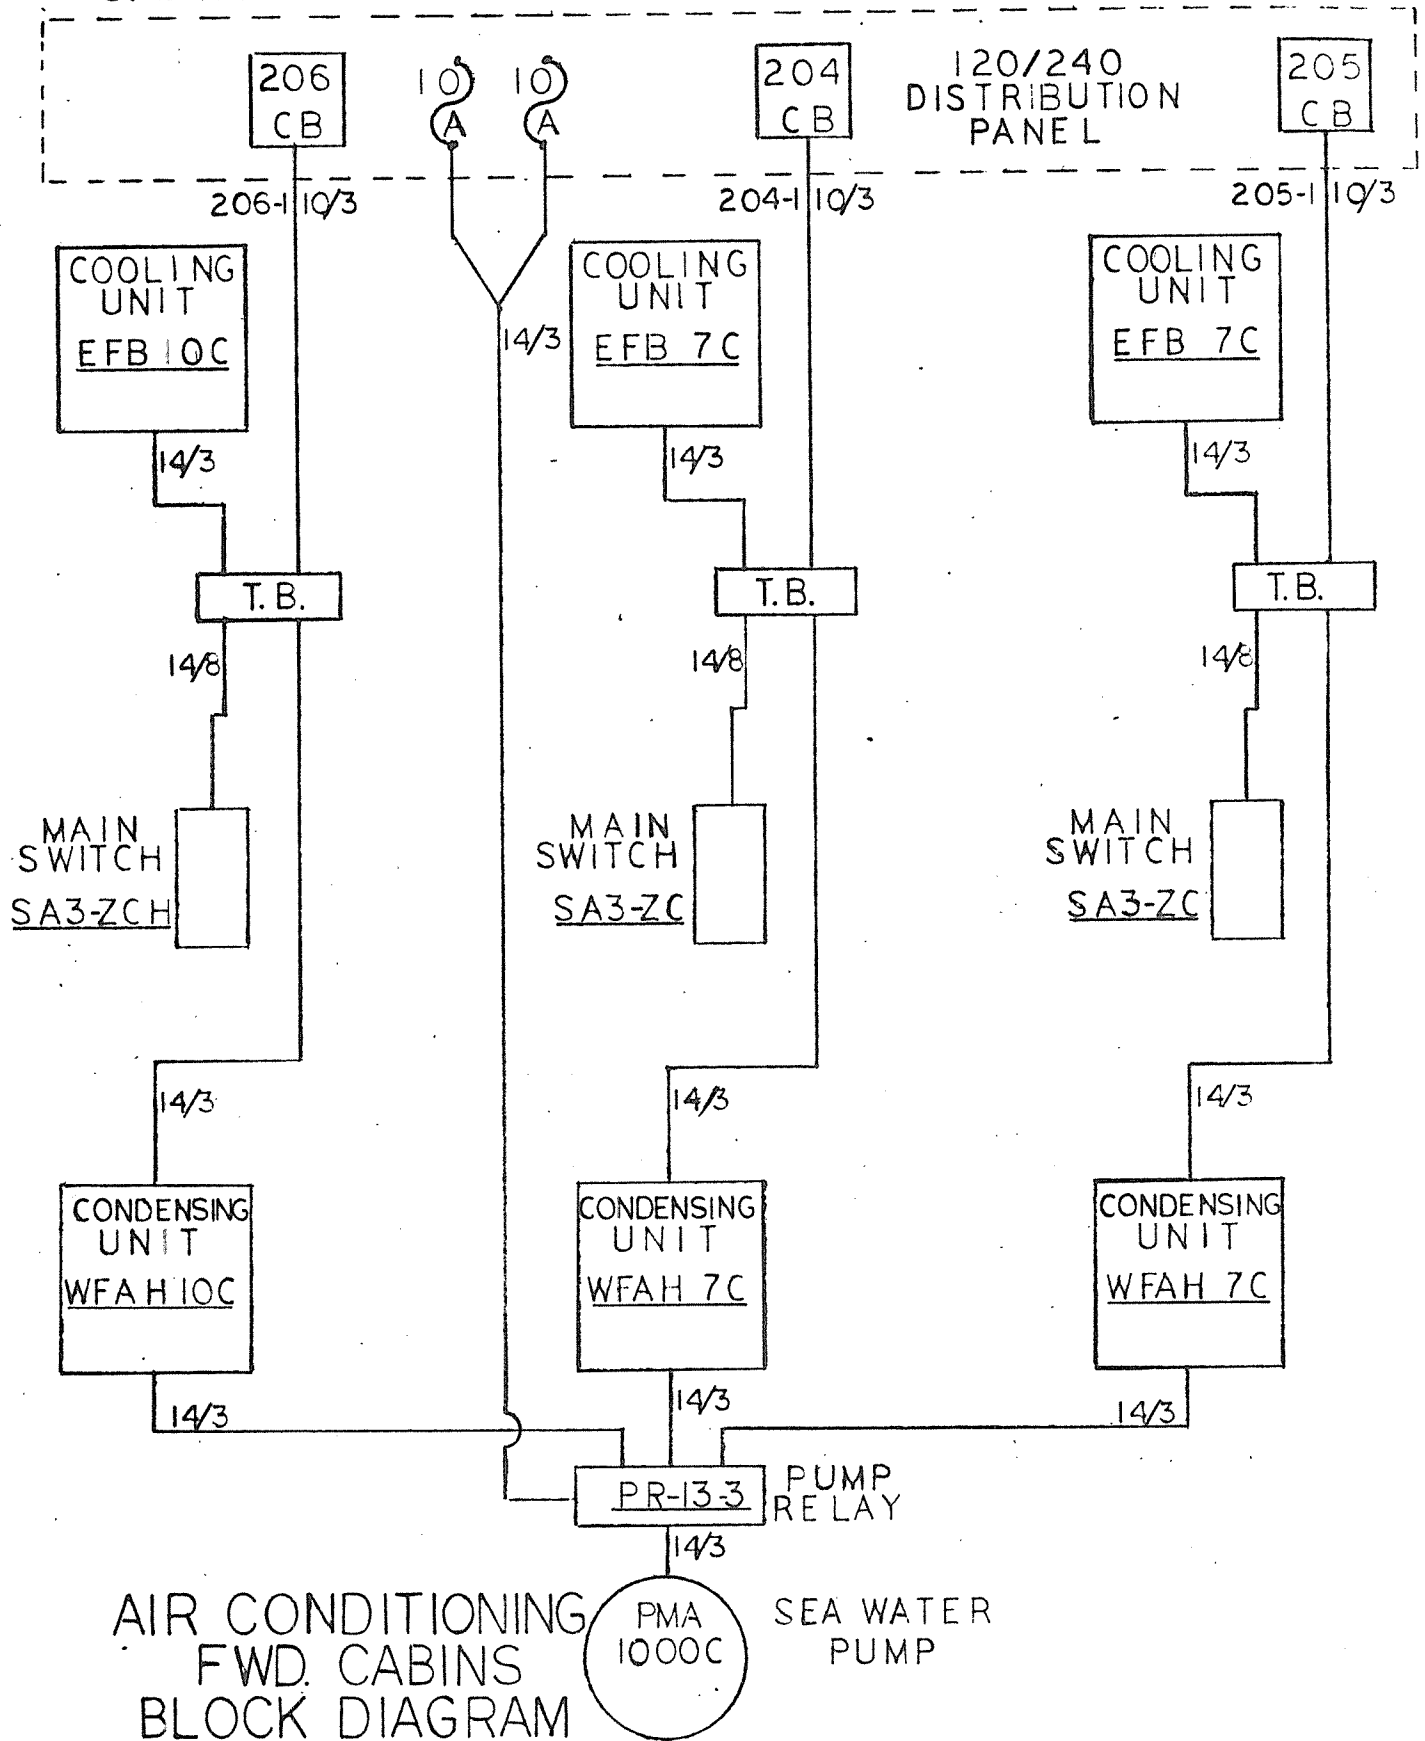 206
CB
10
A
10
A
204
CB
120/240
DISTRIBUTION
PANEL
205
CB
206-1 10/3
204-1 10/3
205-1 10/3
COOLING
UNIT
EFB 10C
14/3
COOLING
UNIT
EFB 7C
COOLING
UNIT
EFB 7C
14/3
14/3
14/3
T.B.
T.B.
T.B.
14/8
14/8
14/8
MAIN
SWITCH
SA3-ZCH
MAIN
SWITCH
SA3-ZC
MAIN
SWITCH
SA3-ZC
14/3
14/3
14/3
CONDENSING
UNIT
WFAH 10C
CONDENSING
UNIT
WFAH 7C
CONDENSING
UNIT
WFAH 7C
14/3
14/3
14/3
PR-13-3
PUMP
RELAY
14/3
AIR CONDITIONING
FWD. CABINS
BLOCK DIAGRAM
PMA
1000C
SEA WATER
PUMP